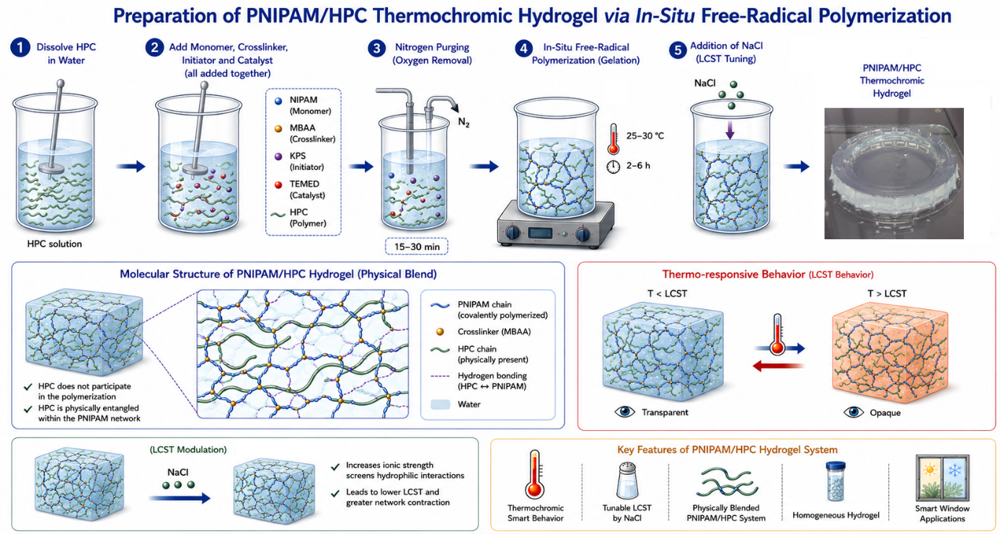 Preparation of PNIPAM/HPC Thermochromic Hydrogel via In-Situ Free-Radical Polymerization
1
Dissolve HPC
in Water
HPC solution
2
Add Monomer, Crosslinker,
Initiator and Catalyst
(all added together)
NIPAM
(Monomer)
MBAA
(Crosslinker)
KPS
(Initiator)
TEMED
(Catalyst)
HPC
(Polymer)
3
Nitrogen Purging
(Oxygen Removal)
N₂
15–30 min
4
In-Situ Free-Radical
Polymerization (Gelation)
25–30 °C
2–6 h
5
Addition of NaCl
(LCST Tuning)
NaCl
PNIPAM/HPC
Thermochromic
Hydrogel
Molecular Structure of PNIPAM/HPC Hydrogel (Physical Blend)
✓ HPC does not participate
in the polymerization
✓ HPC is physically entangled
within the PNIPAM network
PNIPAM chain
(covalently polymerized)
Crosslinker (MBAA)
HPC chain
(physically present)
Hydrogen bonding
(HPC ↔ PNIPAM)
Water
Thermo-responsive Behavior (LCST Behavior)
T < LCST
T > LCST
Transparent
Opaque
(LCST Modulation)
NaCl
✓ Increases ionic strength
screens hydrophilic interactions
✓ Leads to lower LCST and
greater network contraction
Key Features of PNIPAM/HPC Hydrogel System
Thermochromic
Smart Behavior
Tunable LCST
by NaCl
Physically Blended
PNIPAM/HPC System
Homogeneous Hydrogel
Smart Window
Applications